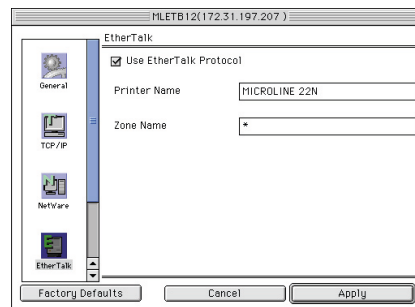 MLETB12(172.31.197.207)
EtherTalk
Use EtherTalk Protocol
General
Printer Name
MICROLINE 22N
Zone Name
*
TCP/IP
NetWare
EtherTalk
Factory Defaults
Cancel
Apply